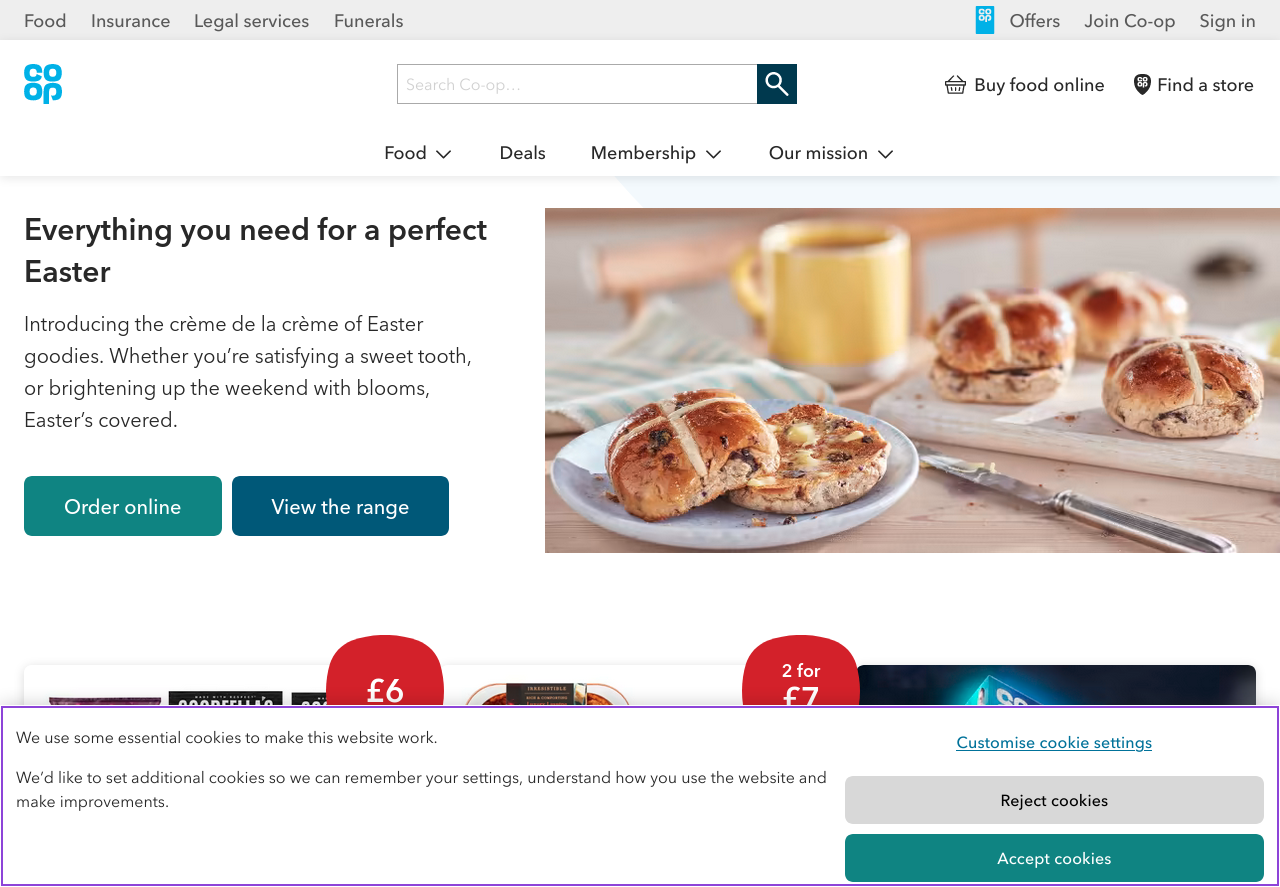 Food Insurance Legal services Funerals
Offers Join Co-op Sign in
CO
OP
Search Co-op...
Buy food online
Find a store
Food Deals Membership Our mission
Everything you need for a perfect
Easter
Introducing the crème de la crème of Easter
goodies. Whether you’re satisfying a sweet tooth,
or brightening up the weekend with blooms,
Easter’s covered.
Order online
View the range
£6
IRRESISTIBLE
2 for
£7
We use some essential cookies to make this website work.
We’d like to set additional cookies so we can remember your settings, understand how you use the website and
make improvements.
Customise cookie settings
Reject cookies
Accept cookies